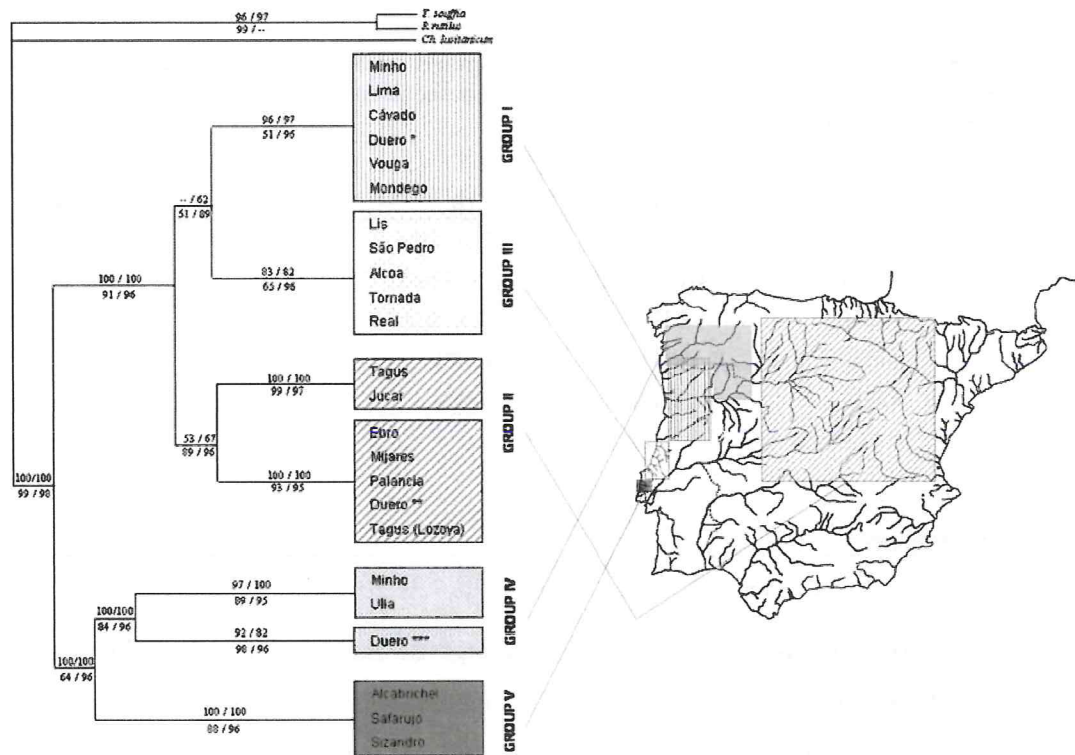 96 / 97
99 / --
Ch. lusitanicum
Minho
Lima
Cávado
Duero *
Vouga
Mondego
96 / 97
51 / 96
GROUP I
-- / 62
51 / 89
Lis
São Pedro
Alcoa
Tornada
Real
83 / 82
65 / 96
GROUP III
100 / 100
91 / 96
Tagus
Jucar
100 / 100
99 / 97
GROUP II
53 / 67
89 / 96
Ebro
Mijares
Palancia
Duero **
Tagus (Lozoya)
100 / 100
93 / 95
100/100
99 / 98
Minho
Ulla
97 / 100
89 / 95
GROUP IV
100/100
84 / 96
Duero ***
92 / 82
98 / 96
100/100
64 / 96
Alcabrichel
Safarujo
Sizandro
100 / 100
88 / 96
GROUP V